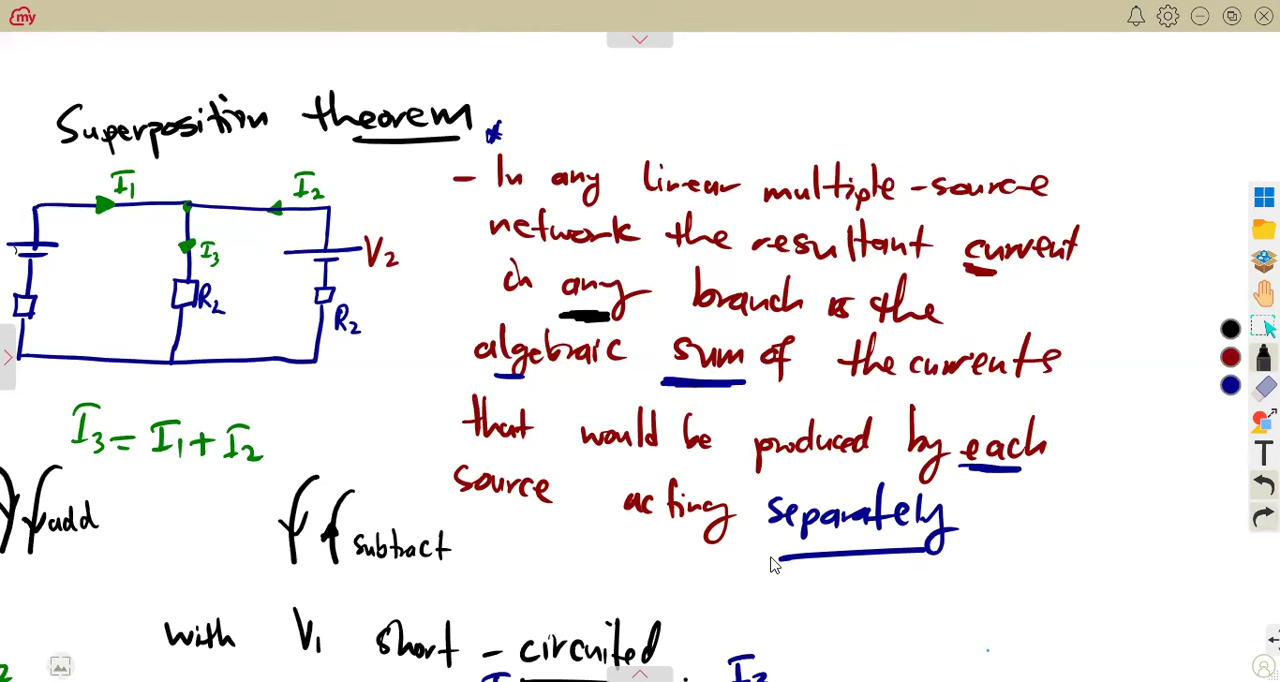 my
Superposition theorem
- In any linear multiple-source
network the resultant current
in any branch is the
algebraic sum of the currents
that would be produced by each
source acting separately
I1
I2
I3
V2
R2
R2
I3 = I1 + I2
add
subtract
with V1 short-circuited
I2
T